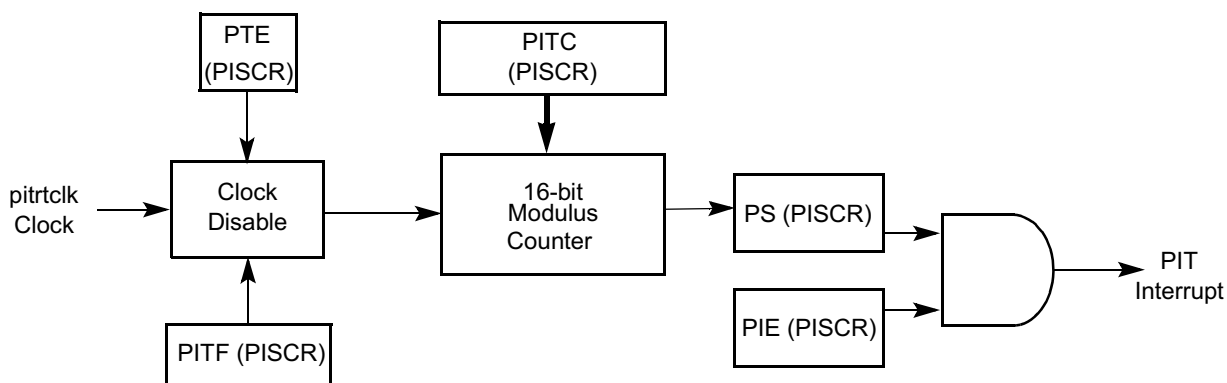 PTE
(PISCR)
PITC
(PISCR)
pitrtclk
Clock
Clock
Disable
16-bit
Modulus
Counter
PS (PISCR)
PIT
Interrupt
PIE (PISCR)
PITF (PISCR)